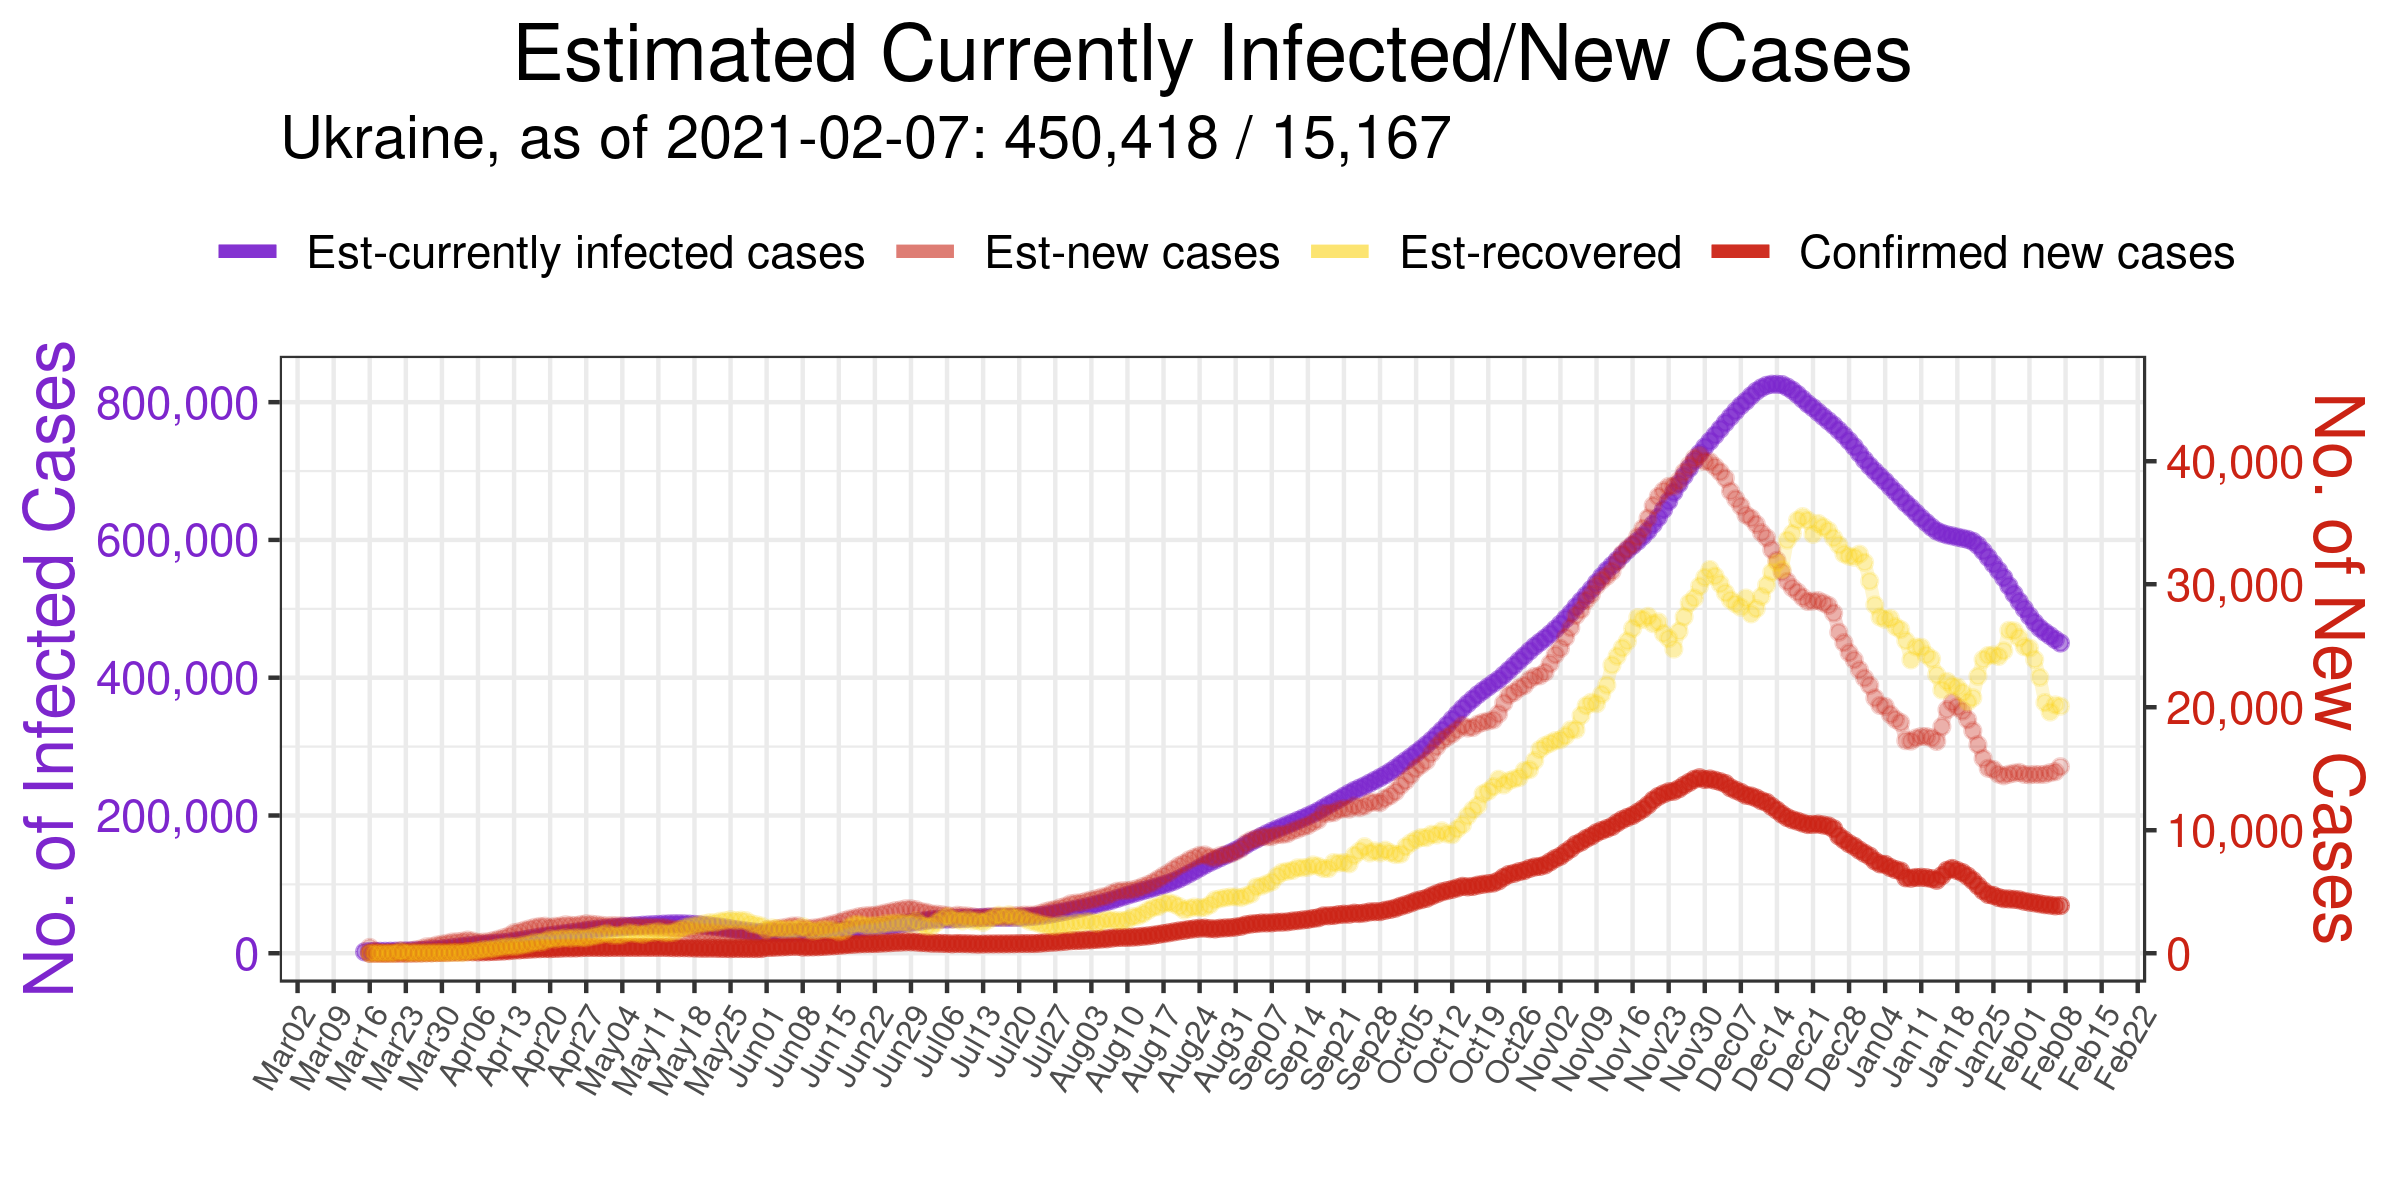 Estimated Currently Infected/New Cases
Ukraine, as of 2021-02-07: 450,418 / 15,167
Est-currently infected cases Est-new cases Est-recovered Confirmed new cases
No. of Infected Cases
800,000
600,000
400,000
200,000
0
40,000
30,000
20,000
10,000
0
No. of New Cases
Mar02
Mar09
Mar16
Mar23
Mar30
Apr06
Apr13
Apr20
Apr27
May04
May11
May18
May25
Jun01
Jun08
Jun15
Jun22
Jun29
Jul06
Jul13
Jul20
Jul27
Aug03
Aug10
Aug17
Aug24
Aug31
Sep07
Sep14
Sep21
Sep28
Oct05
Oct12
Oct19
Oct26
Nov02
Nov09
Nov16
Nov23
Nov30
Dec07
Dec14
Dec21
Dec28
Jan04
Jan11
Jan18
Jan25
Feb01
Feb08
Feb15
Feb22